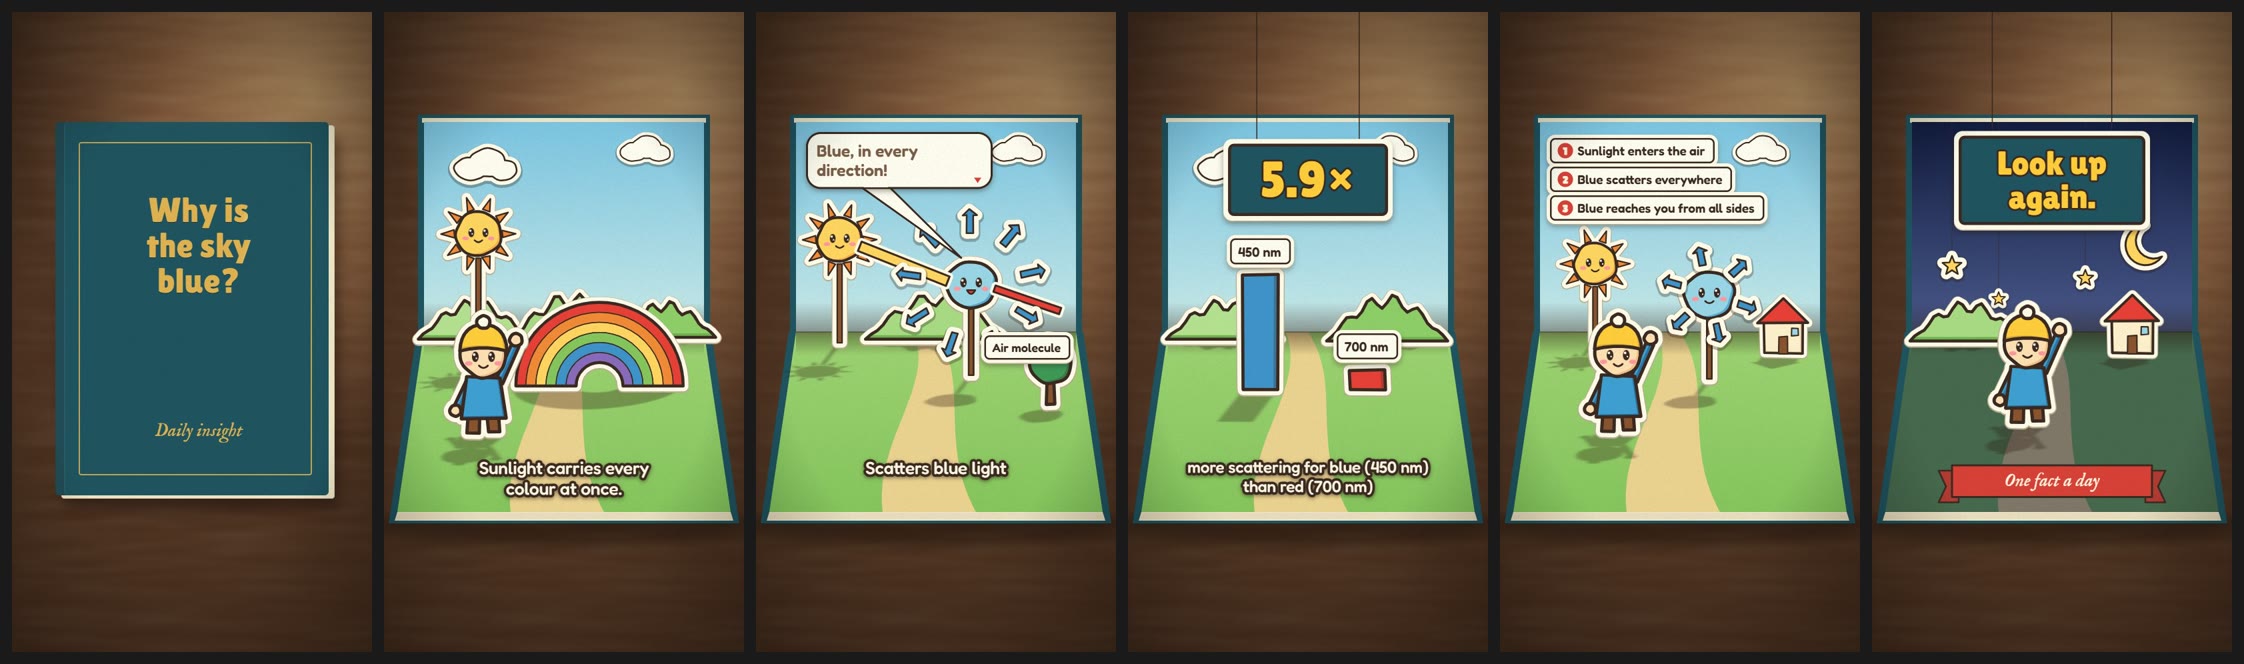 Why is
the sky
blue?
Daily insight
Sunlight carries every
colour at once.
Blue, in every
direction!
Air molecule
Scatters blue light
5.9×
450 nm
700 nm
more scattering for blue (450 nm)
than red (700 nm)
1 Sunlight enters the air
2 Blue scatters everywhere
3 Blue reaches you from all sides
Look up
again.
One fact a day